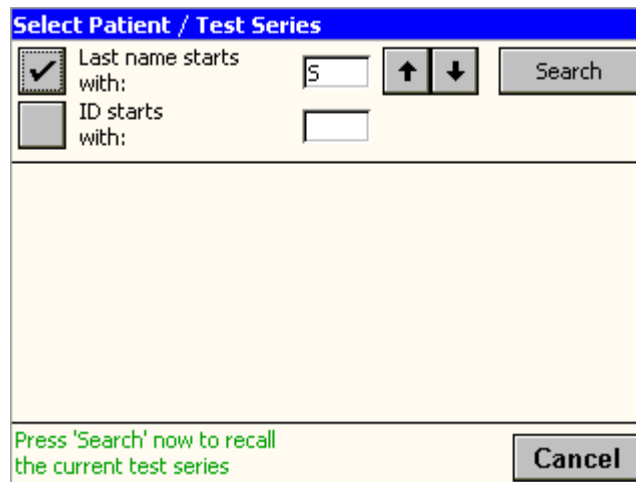 Select Patient / Test Series
Last name starts
with:
S
Search
ID starts
with:
Press 'Search' now to recall
the current test series
Cancel